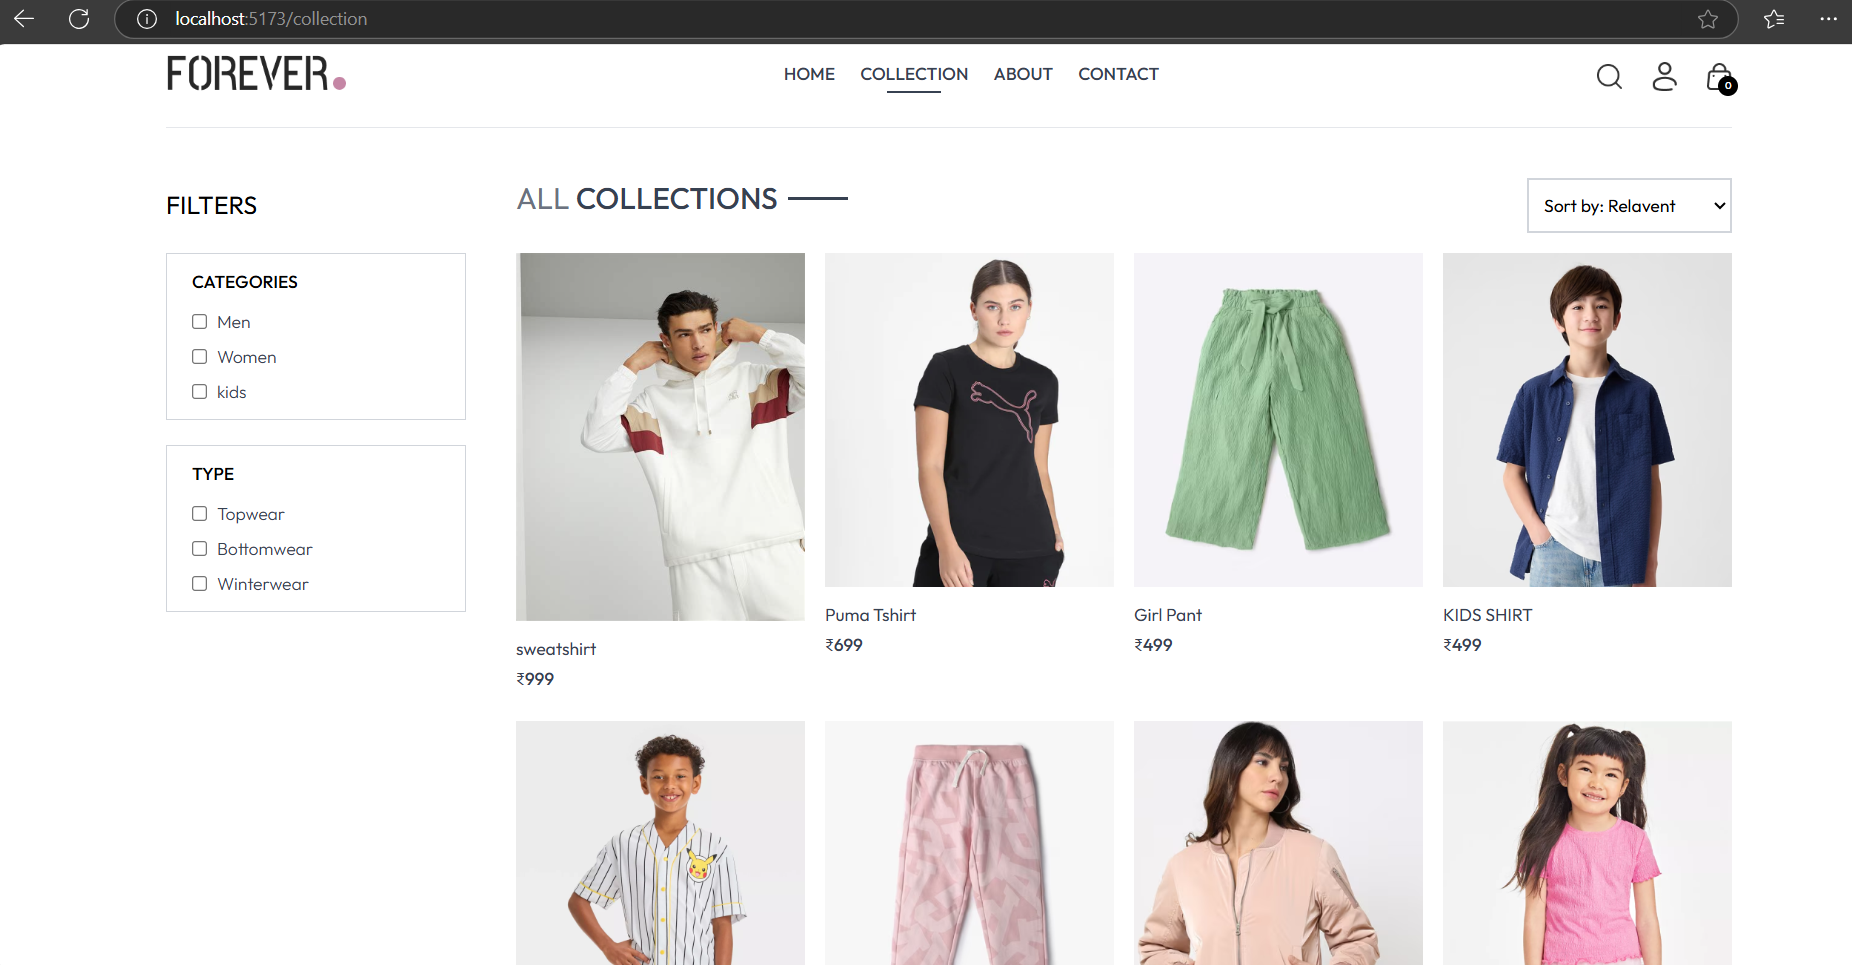 localhost:5173/collection
FOREVER.
HOME COLLECTION ABOUT CONTACT
0
FILTERS
ALL COLLECTIONS
Sort by: Relavent
CATEGORIES
Men
Women
kids
TYPE
Topwear
Bottomwear
Winterwear
sweatshirt
₹999
Puma Tshirt
₹699
Girl Pant
₹499
KIDS SHIRT
₹499